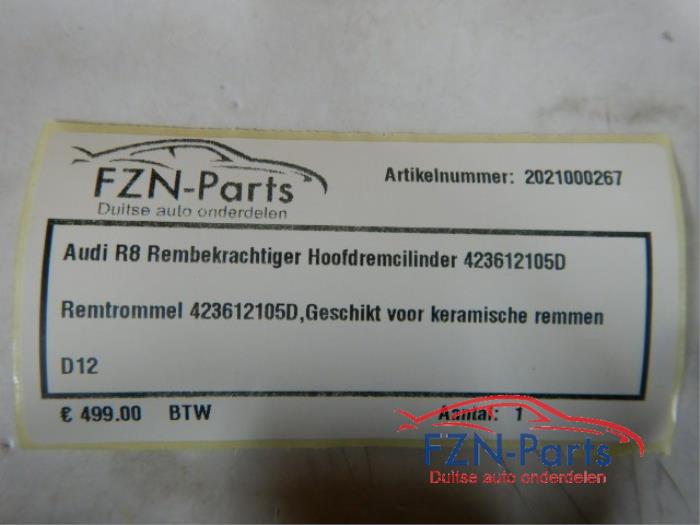 FZN-Parts
Duitse auto onderdelen
Artikelnummer: 2021000267
Audi R8 Rembekrachtiger Hoofdremcilinder 423612105D
Remtrommel 423612105D,Geschikt voor keramische remmen
D12
€ 499.00 BTW Aantal: 1
FZN-Parts
Duitse auto onderdelen